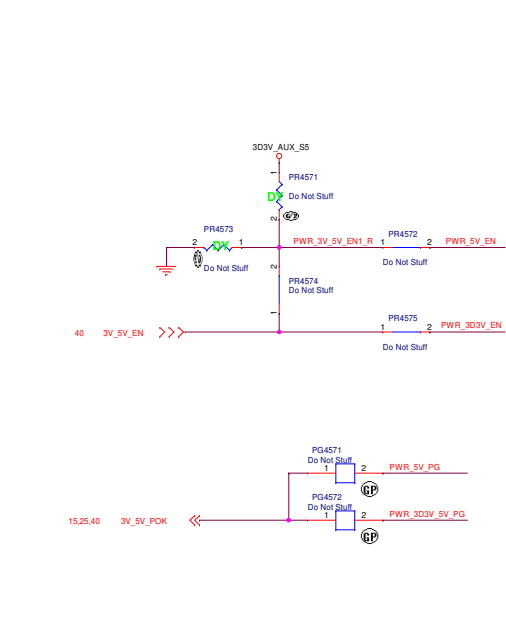 3D3V_AUX_S5
1
PR4571
DY
Do Not Stuff
2
PR4573
2
DY
1
Do Not Stuff
PWR_3V_5V_EN1_R
PR4572
1
2
PWR_5V_EN
Do Not Stuff
2
PR4574
Do Not Stuff
1
40
3V_5V_EN
PR4575
1
2
PWR_3D3V_EN
Do Not Stuff
PG4571
Do Not Stuff
1
2
PWR_5V_PG
GP
PG4572
Do Not Stuff
1
2
PWR_3D3V_5V_PG
GP
15,25,40
3V_5V_POK